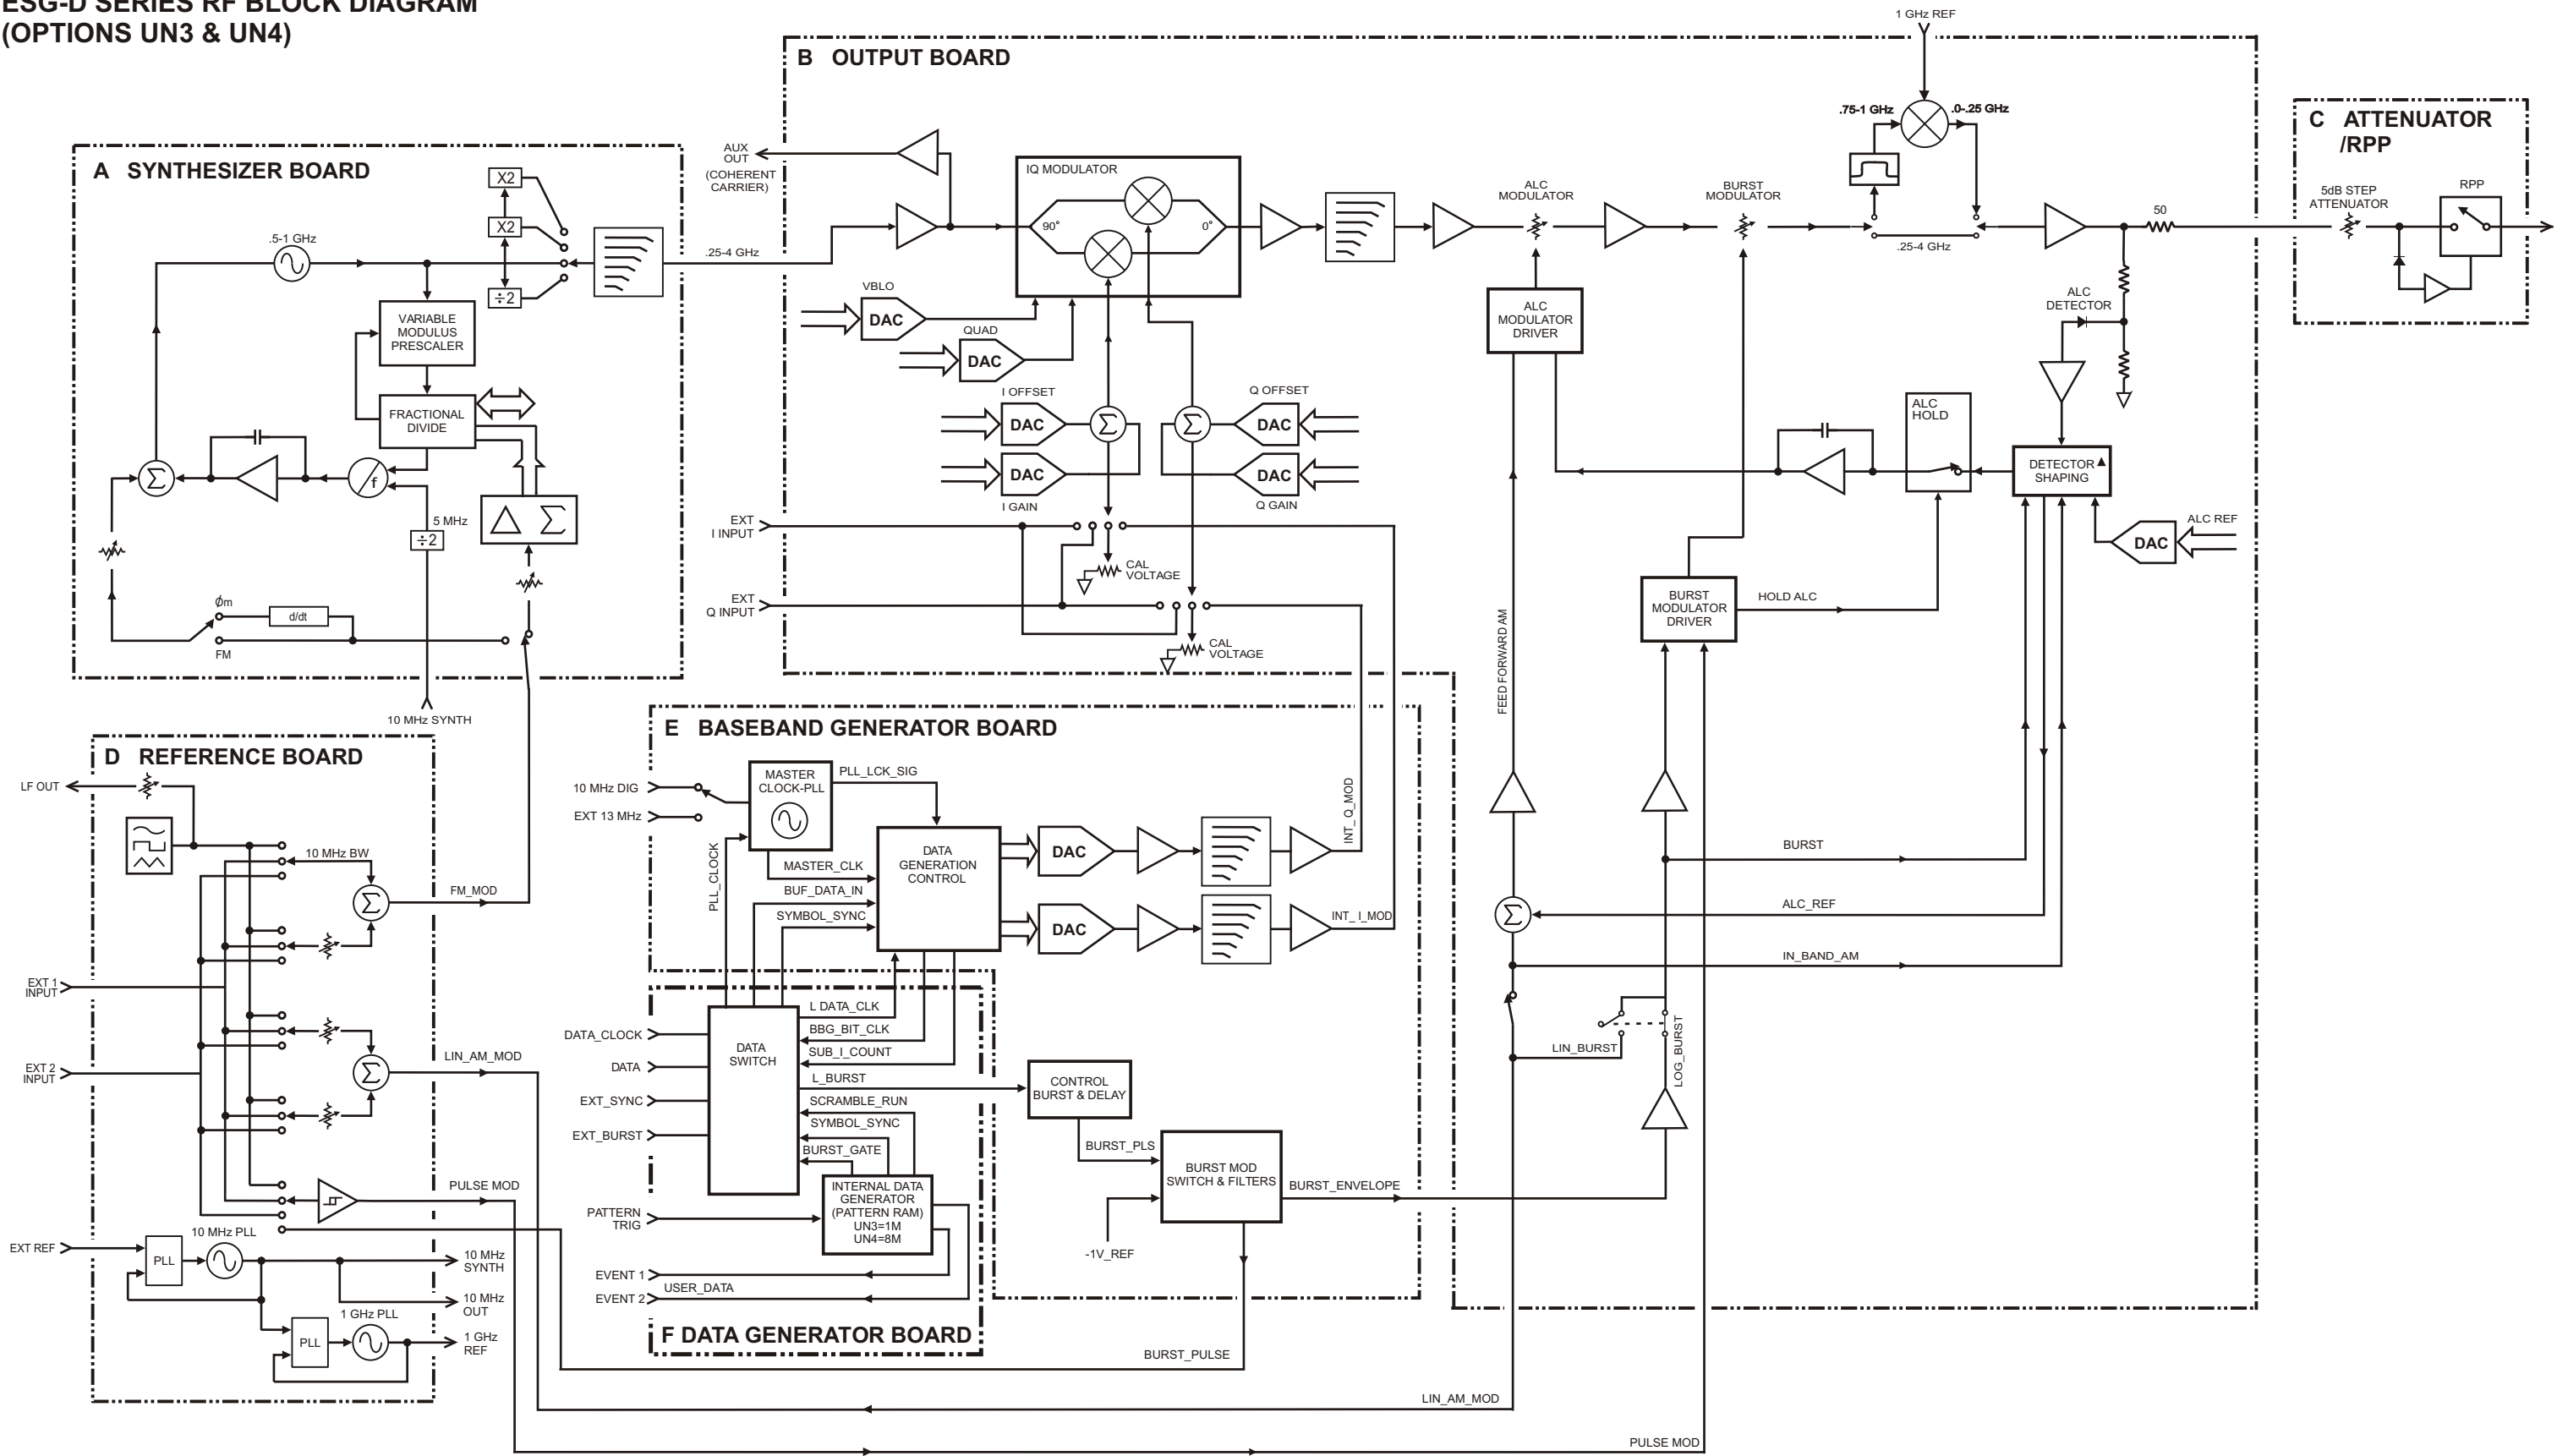 ESG-D SERIES RF BLOCK DIAGRAM
(OPTIONS UN3 & UN4)
1 GHz REF
B OUTPUT BOARD
.75-1 GHz
.0-.25 GHz
C ATTENUATOR
/RPP
AUX
OUT
(COHERENT
CARRIER)
A SYNTHESIZER BOARD
X2
X2
÷2
.5-1 GHz
.25-4 GHz
IQ MODULATOR
90°
0°
ALC
MODULATOR
BURST
MODULATOR
.25-4 GHz
50
5dB STEP
ATTENUATOR
RPP
VARIABLE
MODULUS
PRESCALER
VBLO
DAC
QUAD
DAC
ALC
MODULATOR
DRIVER
ALC
DETECTOR
FRACTIONAL
DIVIDE
I OFFSET
DAC
Σ
Σ
Q OFFSET
DAC
ALC
HOLD
DAC
I GAIN
DAC
Q GAIN
DETECTOR
SHAPING
Σ
f
5 MHz
÷2
△ Σ
EXT
I INPUT
CAL
VOLTAGE
ALC REF
DAC
ϕm
d/dt
FM
EXT
Q INPUT
CAL
VOLTAGE
BURST
MODULATOR
DRIVER
HOLD ALC
FEED FORWARD AM
10 MHz SYNTH
D REFERENCE BOARD
LF OUT
10 MHz BW
Σ
FM_MOD
EXT 1
INPUT
EXT 2
INPUT
Σ
LIN_AM_MOD
PULSE MOD
EXT REF
PLL
10 MHz PLL
10 MHz
SYNTH
10 MHz
OUT
1 GHz PLL
PLL
1 GHz
REF
E BASEBAND GENERATOR BOARD
10 MHz DIG
EXT 13 MHz
MASTER
CLOCK-PLL
PLL_LCK_SIG
PLL_CLOCK
MASTER_CLK
BUF_DATA_IN
SYMBOL_SYNC
DATA
GENERATION
CONTROL
DAC
DAC
INT_ Q_MOD
INT_ I_MOD
BURST
Σ
ALC_REF
IN_BAND_AM
DATA_CLOCK
DATA
EXT_SYNC
EXT_BURST
DATA
SWITCH
L DATA_CLK
BBG_BIT_CLK
SUB_I_COUNT
L_BURST
SCRAMBLE_RUN
SYMBOL_SYNC
BURST_GATE
CONTROL
BURST & DELAY
LIN_BURST
LOG_BURST
BURST_PLS
BURST MOD
SWITCH & FILTERS
BURST_ENVELOPE
-1V_REF
PATTERN
TRIG
INTERNAL DATA
GENERATOR
(PATTERN RAM)
UN3=1M
UN4=8M
EVENT 1
USER_DATA
EVENT 2
F DATA GENERATOR BOARD
BURST_PULSE
LIN_AM_MOD
PULSE MOD